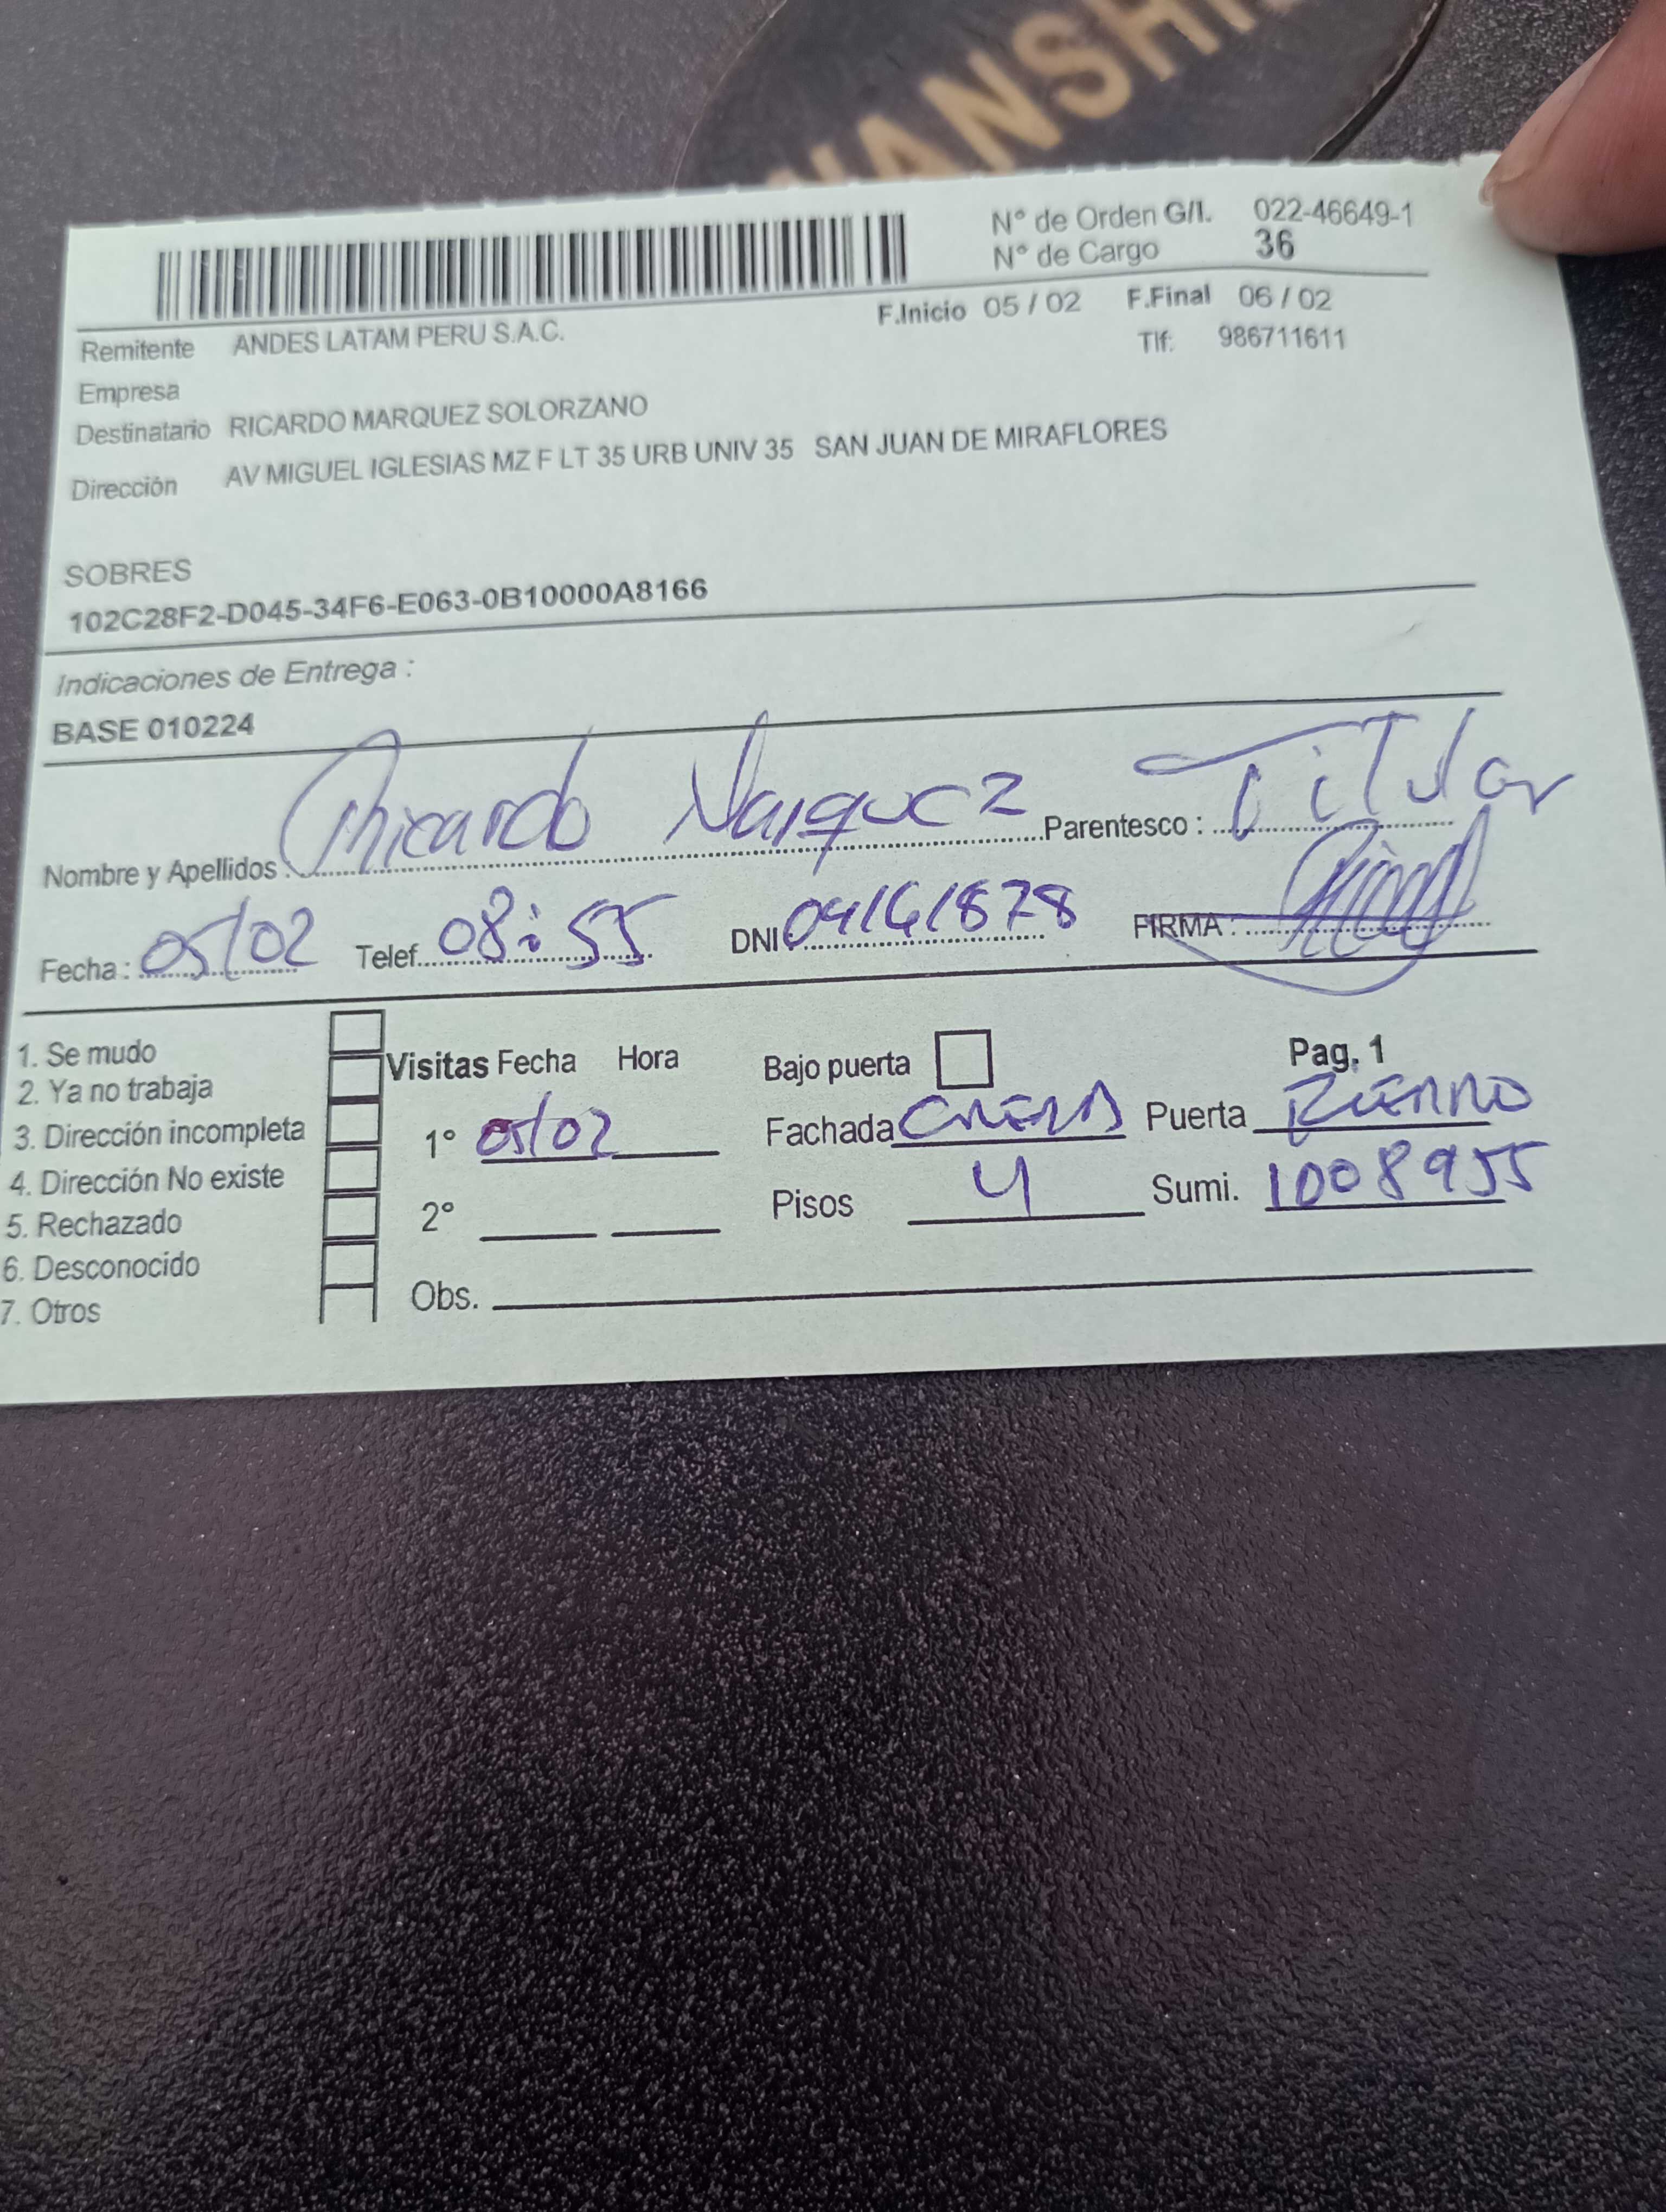 ANSH
N° de Orden G/I. 022-46649-1
N° de Cargo 36
F.Inicio 05 / 02 F.Final 06 / 02
Remitente ANDES LATAM PERU S.A.C.
Tlf: 986711611
Empresa
Destinatario RICARDO MARQUEZ SOLORZANO
Dirección AV MIGUEL IGLESIAS MZ F LT 35 URB UNIV 35 SAN JUAN DE MIRAFLORES
SOBRES
102C28F2-D045-34F6-E063-0B10000A8166
Indicaciones de Entrega :
BASE 010224
Nombre y Apellidos : Ricardo Marquez Parentesco : Titular
Fecha : 05/02 Telef. 08:55 DNI: FIRMA :
1. Se mudo
2. Ya no trabaja
3. Dirección incompleta
4. Dirección No existe
5. Rechazado
6. Desconocido
7. Otros
Visitas Fecha Hora Bajo puerta Pag. 1
1° 05/02 Fachada CREMA Puerta
2° Pisos 4 Sumi. 1008955
Obs.